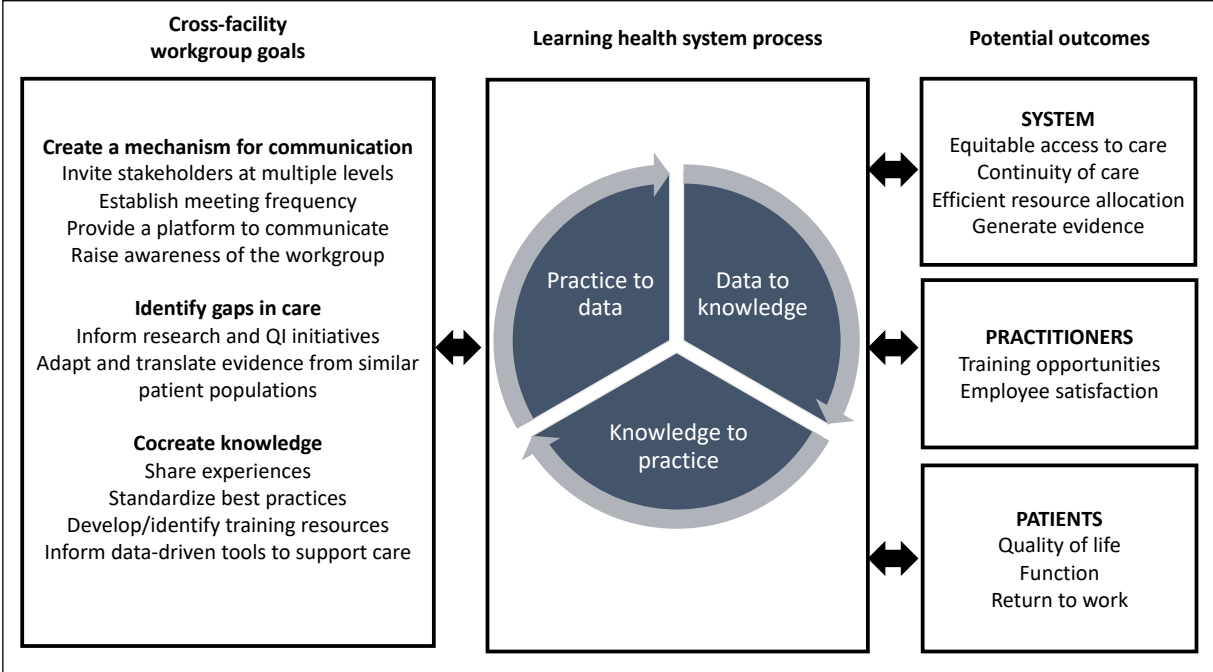 Cross-facility
workgroup goals
Create a mechanism for communication
Invite stakeholders at multiple levels
Establish meeting frequency
Provide a platform to communicate
Raise awareness of the workgroup
Identify gaps in care
Inform research and QI initiatives
Adapt and translate evidence from similar
patient populations
Cocreate knowledge
Share experiences
Standardize best practices
Develop/identify training resources
Inform data-driven tools to support care
Learning health system process
Practice to
data
Data to
knowledge
Knowledge to
practice
Potential outcomes
SYSTEM
Equitable access to care
Continuity of care
Efficient resource allocation
Generate evidence
PRACTITIONERS
Training opportunities
Employee satisfaction
PATIENTS
Quality of life
Function
Return to work